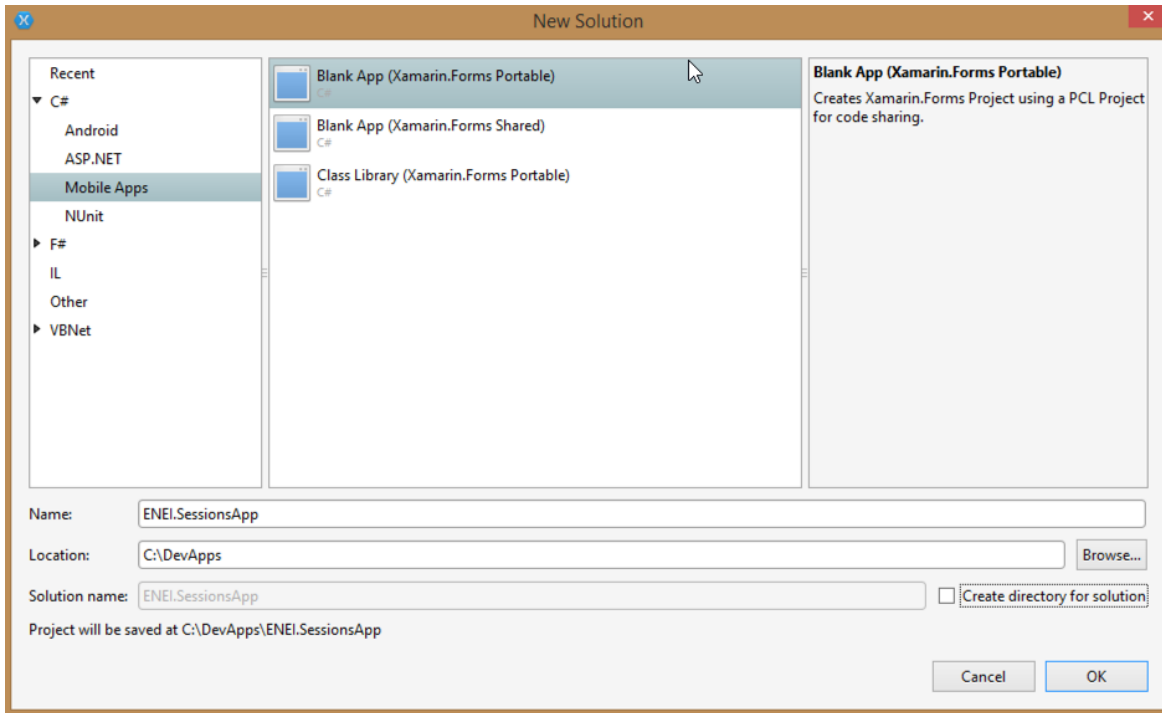 New Solution
Recent
C#
Android
ASP.NET
Mobile Apps
NUnit
F#
IL
Other
VBNet
Blank App (Xamarin.Forms Portable)
C#
Blank App (Xamarin.Forms Shared)
C#
Class Library (Xamarin.Forms Portable)
C#
Blank App (Xamarin.Forms Portable)
Creates Xamarin.Forms Project using a PCL Project
for code sharing.
Name: ENEI.SessionsApp
Location: C:\DevApps Browse...
Solution name: ENEI.SessionsApp Create directory for solution
Project will be saved at C:\DevApps\ENEI.SessionsApp
Cancel OK